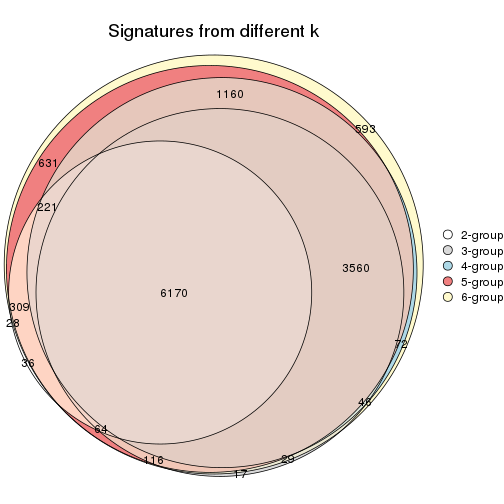 Signatures from different k
1160
593
631
221
3560
6170
309
28
36
72
46
64
116
29
17
2-group
3-group
4-group
5-group
6-group